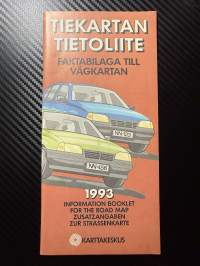 TIEKARTAN
TIETOLIITE
FAKTABILAGA TILL
VÄGKARTAN
1993
INFORMATION BOOKLET
FOR THE ROAD MAP
ZUSATZANGABEN
ZUR STRASSENKARTE
KARTTAKESKUS